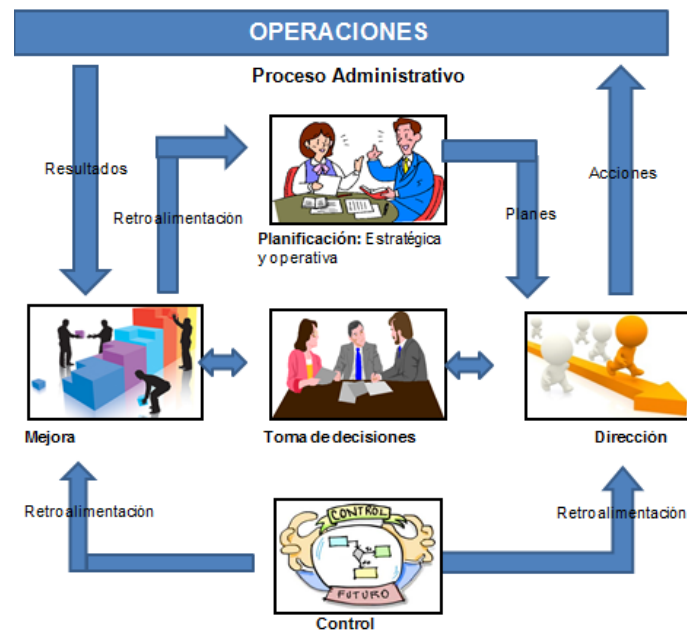 OPERACIONES
Proceso Administrativo
Resultados
Retroalimentación
Acciones
Planes
Planificación: Estratégica
y operativa
Mejora
Toma de decisiones
Dirección
Retroalimentación
CONTROL
Retroalimentación
FUTURO
Control